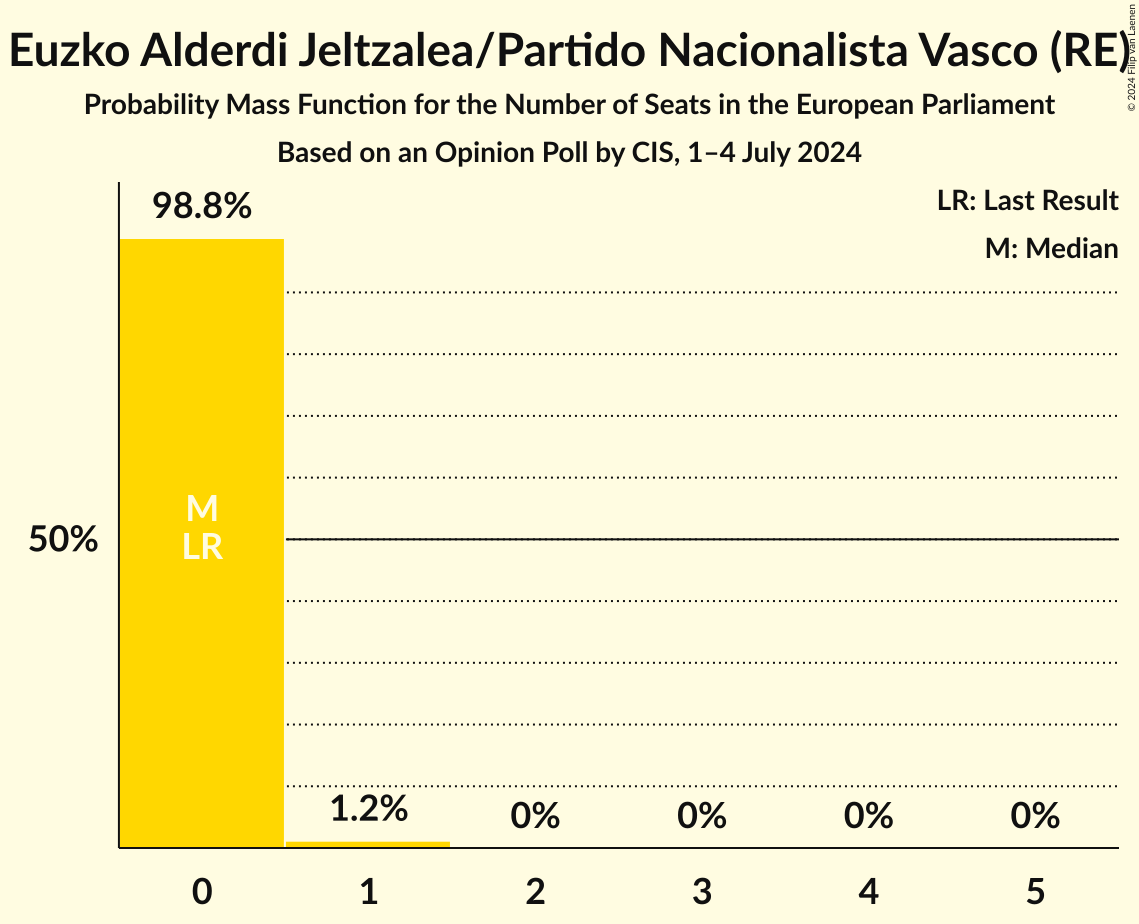 Euzko Alderdi Jeltzalea/Partido Nacionalista Vasco (RE)
© 2024 Filip van Laenen
Probability Mass Function for the Number of Seats in the European Parliament
Based on an Opinion Poll by CIS, 1–4 July 2024
LR: Last Result
M: Median
98.8%
M
LR
50%
1.2%
0%
0%
0%
0%
0
1
2
3
4
5